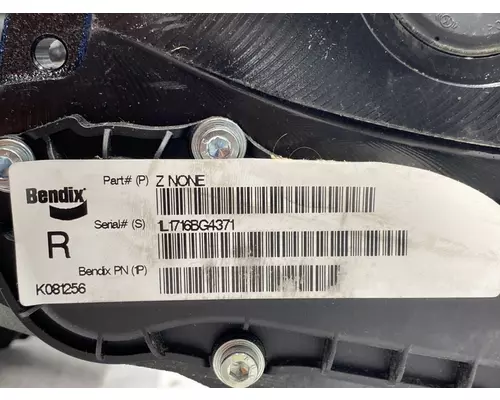 Bendix
Part# (P) Z NONE
Serial# (S) 1L1716BG4371
R
Bendix PN (1P)
K081256